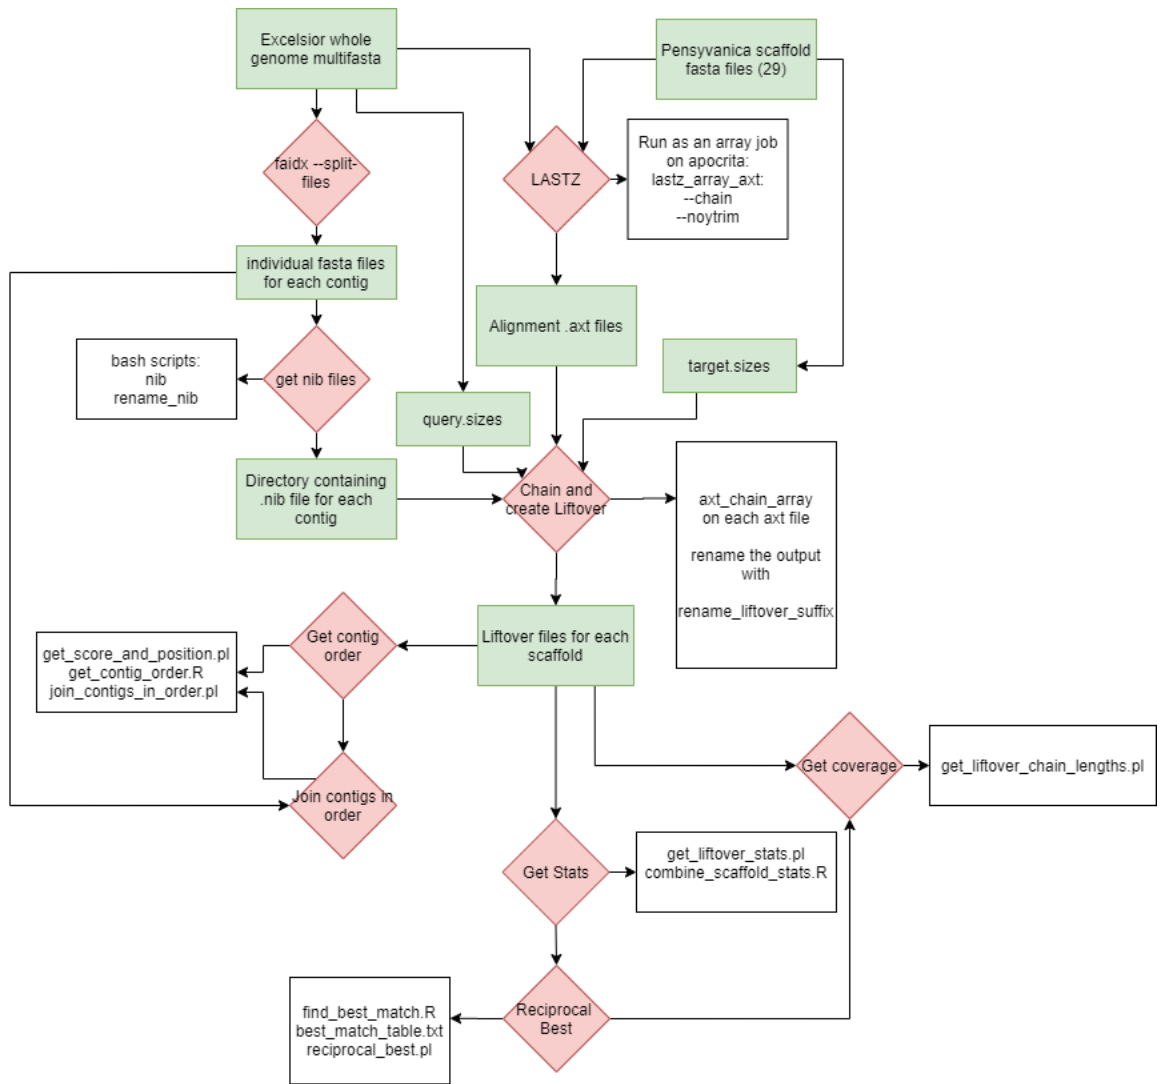 Excelsior whole
genome multifasta
Pensyvanica scaffold
fasta files (29)
faidx --split-
files
LASTZ
Run as an array job
on apocrita:
lastz_array_axt:
--chain
--noytrim
individual fasta files
for each contig
Alignment .axt files
bash scripts:
nib
rename_nib
get nib files
target.sizes
query.sizes
Directory containing
.nib file for each
contig
Chain and
create Liftover
axt_chain_array
on each axt file
rename the output
with
rename_liftover_suffix
Get contig
order
Liftover files for each
scaffold
get_score_and_position.pl
get_contig_order.R
join_contigs_in_order.pl
Join contigs in
order
Get coverage
get_liftover_chain_lengths.pl
Get Stats
get_liftover_stats.pl
combine_scaffold_stats.R
find_best_match.R
best_match_table.txt
reciprocal_best.pl
Reciprocal
Best